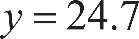 y = 24.7